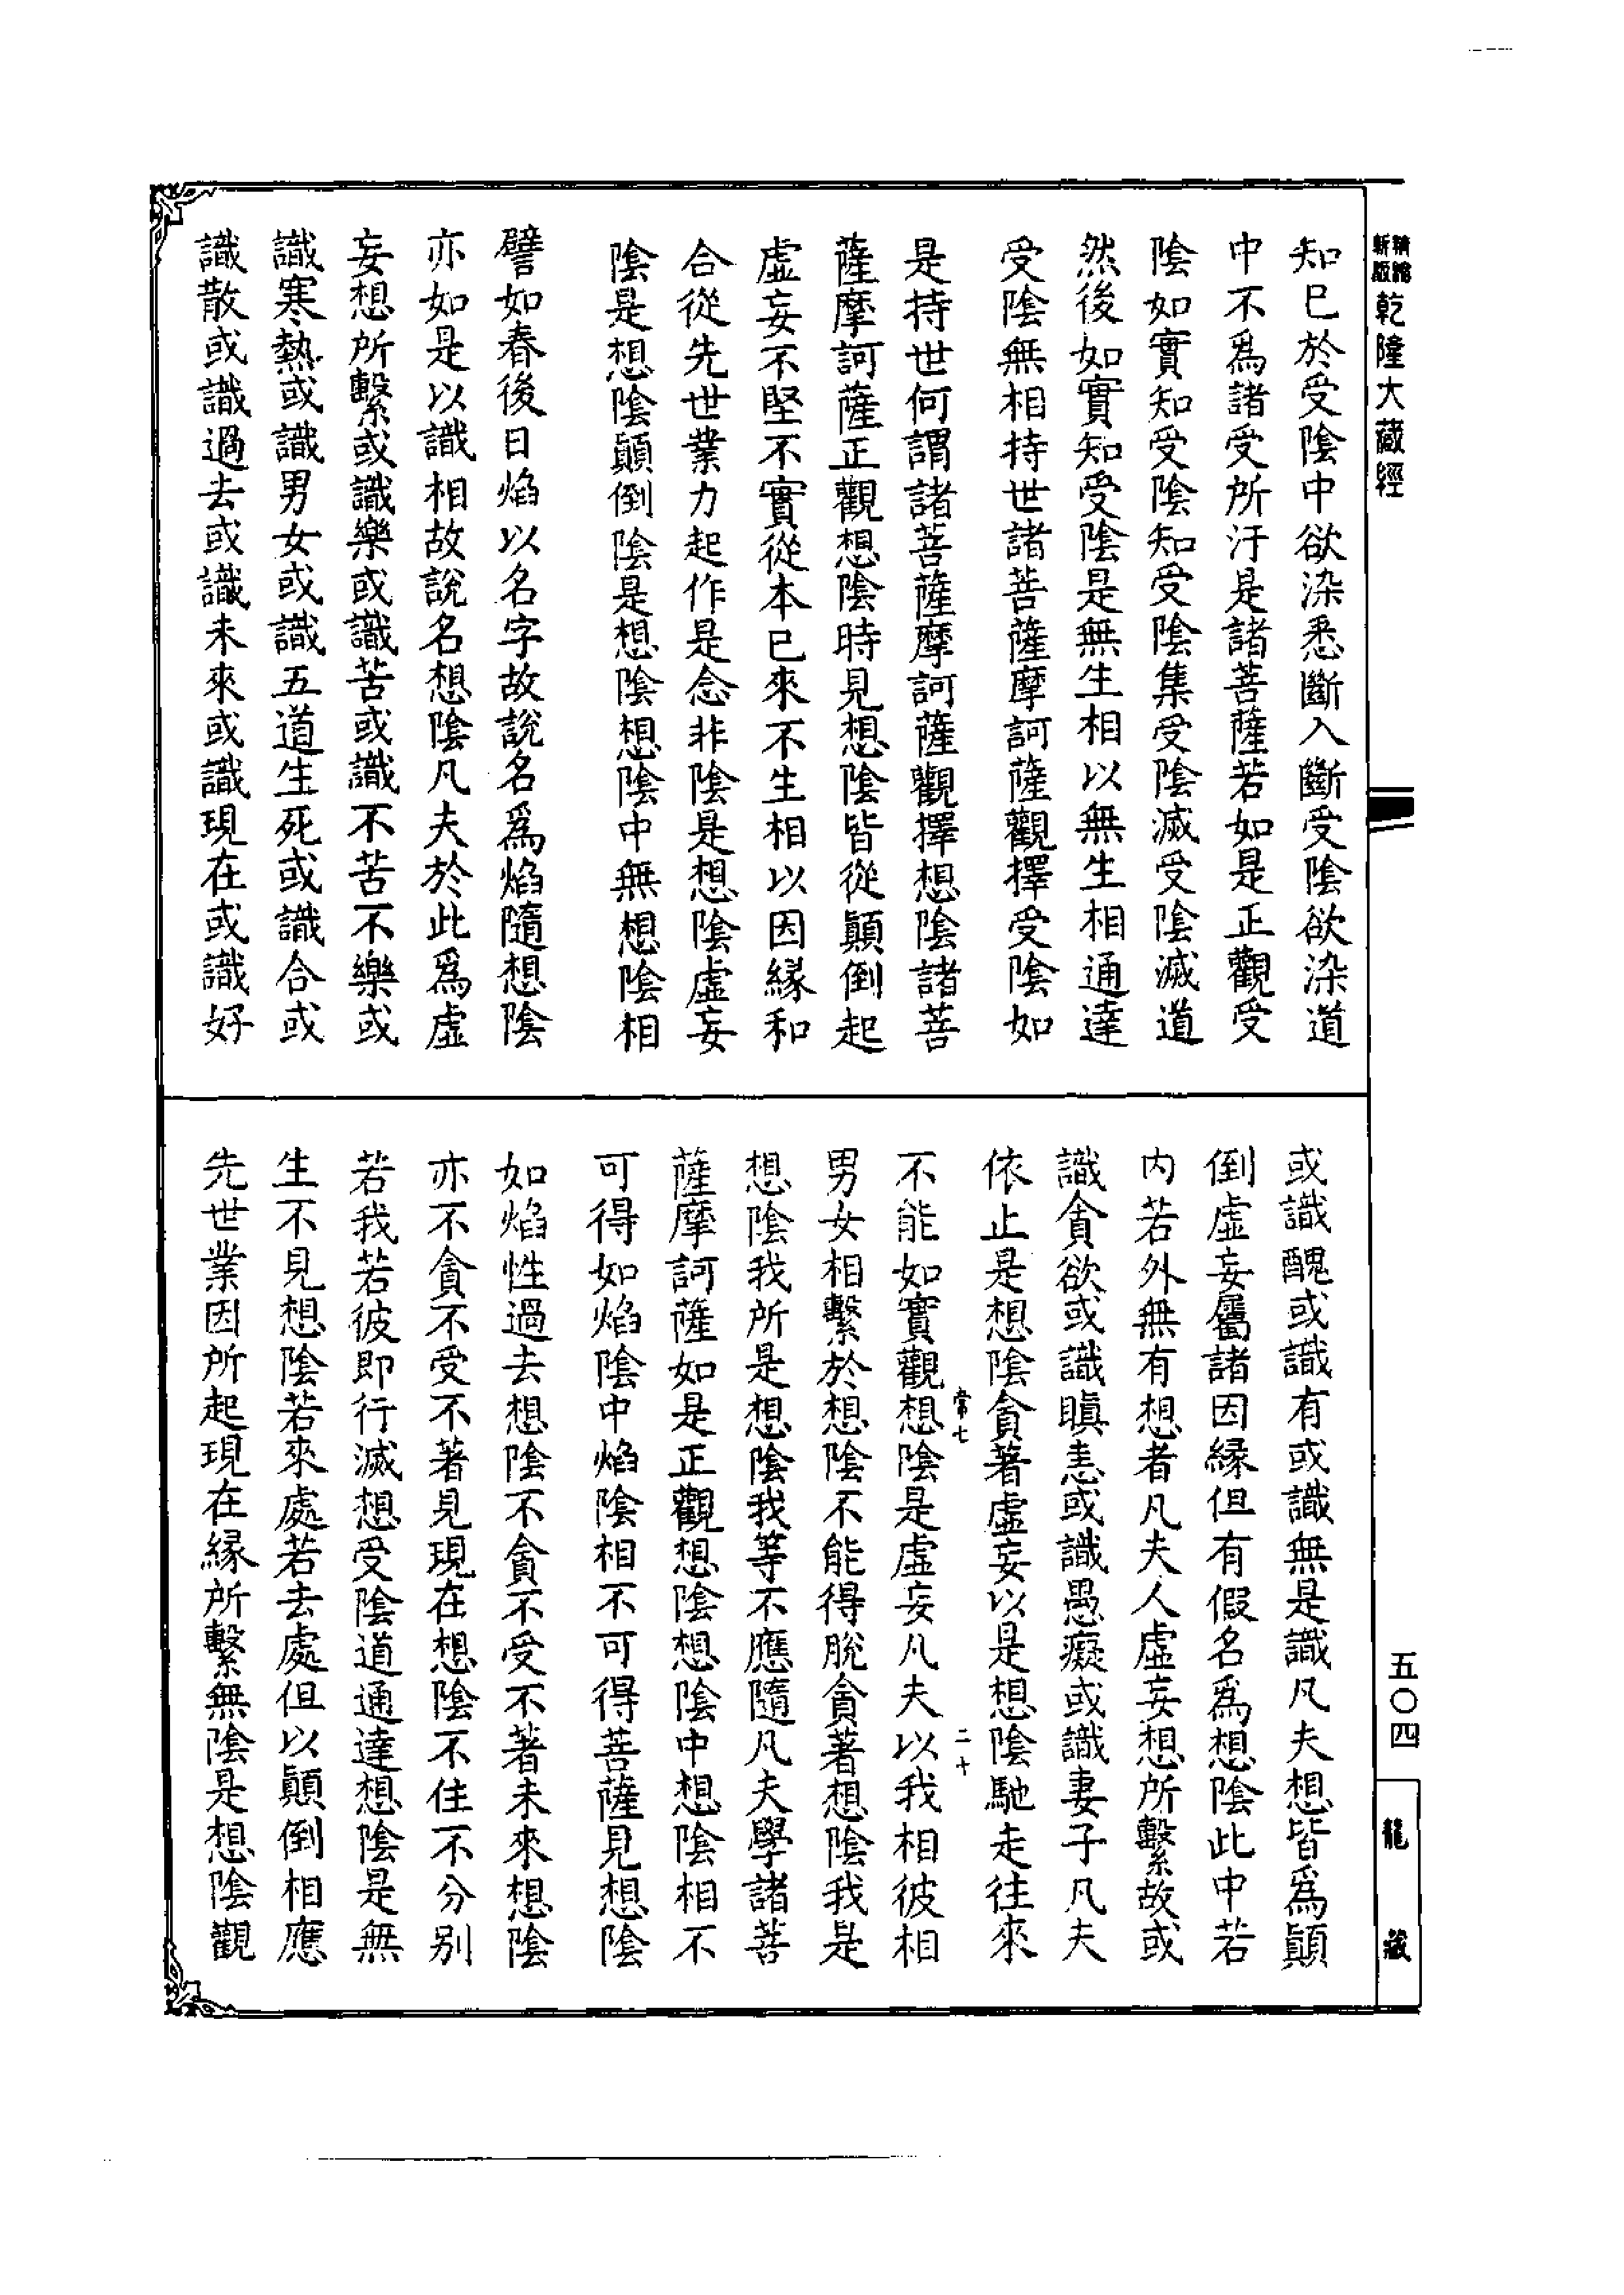 精縮
新版
乾隆大藏經
知已於受陰中欲染悉斷入斷受陰欲染道
中不為諸受所汙是諸菩薩若如是正觀受
陰如實知受陰知受陰集受陰滅受陰滅道
然後如實知受陰是無生相以無生相通達
受陰無相持世諸菩薩摩訶薩觀擇受陰如
是持世何謂諸菩薩摩訶薩觀擇想陰諸菩
薩摩訶薩正觀想陰時見想陰皆從顛倒起
虛妄不堅不實從本已來不生相以因緣和
合從先世業力起作是念非陰是想陰虛妄
陰是想陰顛倒陰是想陰想陰中無想陰相
譬如春後日焰以名字故說名為焰隨想陰
亦如是以識相故說名想陰凡夫於此為虛
妄想所繫或識樂或識苦或識不苦不樂或
識寒熱或識男女或識五道生死或識合或
識散或識過去或識未來或識現在或識好
或識醜或識有或識無是識凡夫想皆為顛
倒虛妄屬諸因緣但有假名為想陰此中若
內若外無有想者凡夫人虛妄想所繫故或
識貪欲或識瞋恚或識愚癡或識妻子凡夫
依止是想陰貪著虛妄以是想陰馳走往來
常七
二十
不能如實觀想陰是虛妄凡夫以我相彼相
男女相繫於想陰不能得脫貪著想陰我是
想陰我所是想陰我等不應隨凡夫學諸菩
薩摩訶薩如是正觀想陰想陰中想陰相不
可得如焰陰中焰陰相不可得菩薩見想陰
如焰性過去想陰不貪不受不著未來想陰
亦不貪不受不著見現在想陰不住不分別
若我若彼即行滅想受陰道通達想陰是無
生不見想陰若來處若去處但以顛倒相應
先世業因所起現在緣所繫無陰是想陰觀
五〇四
龍藏